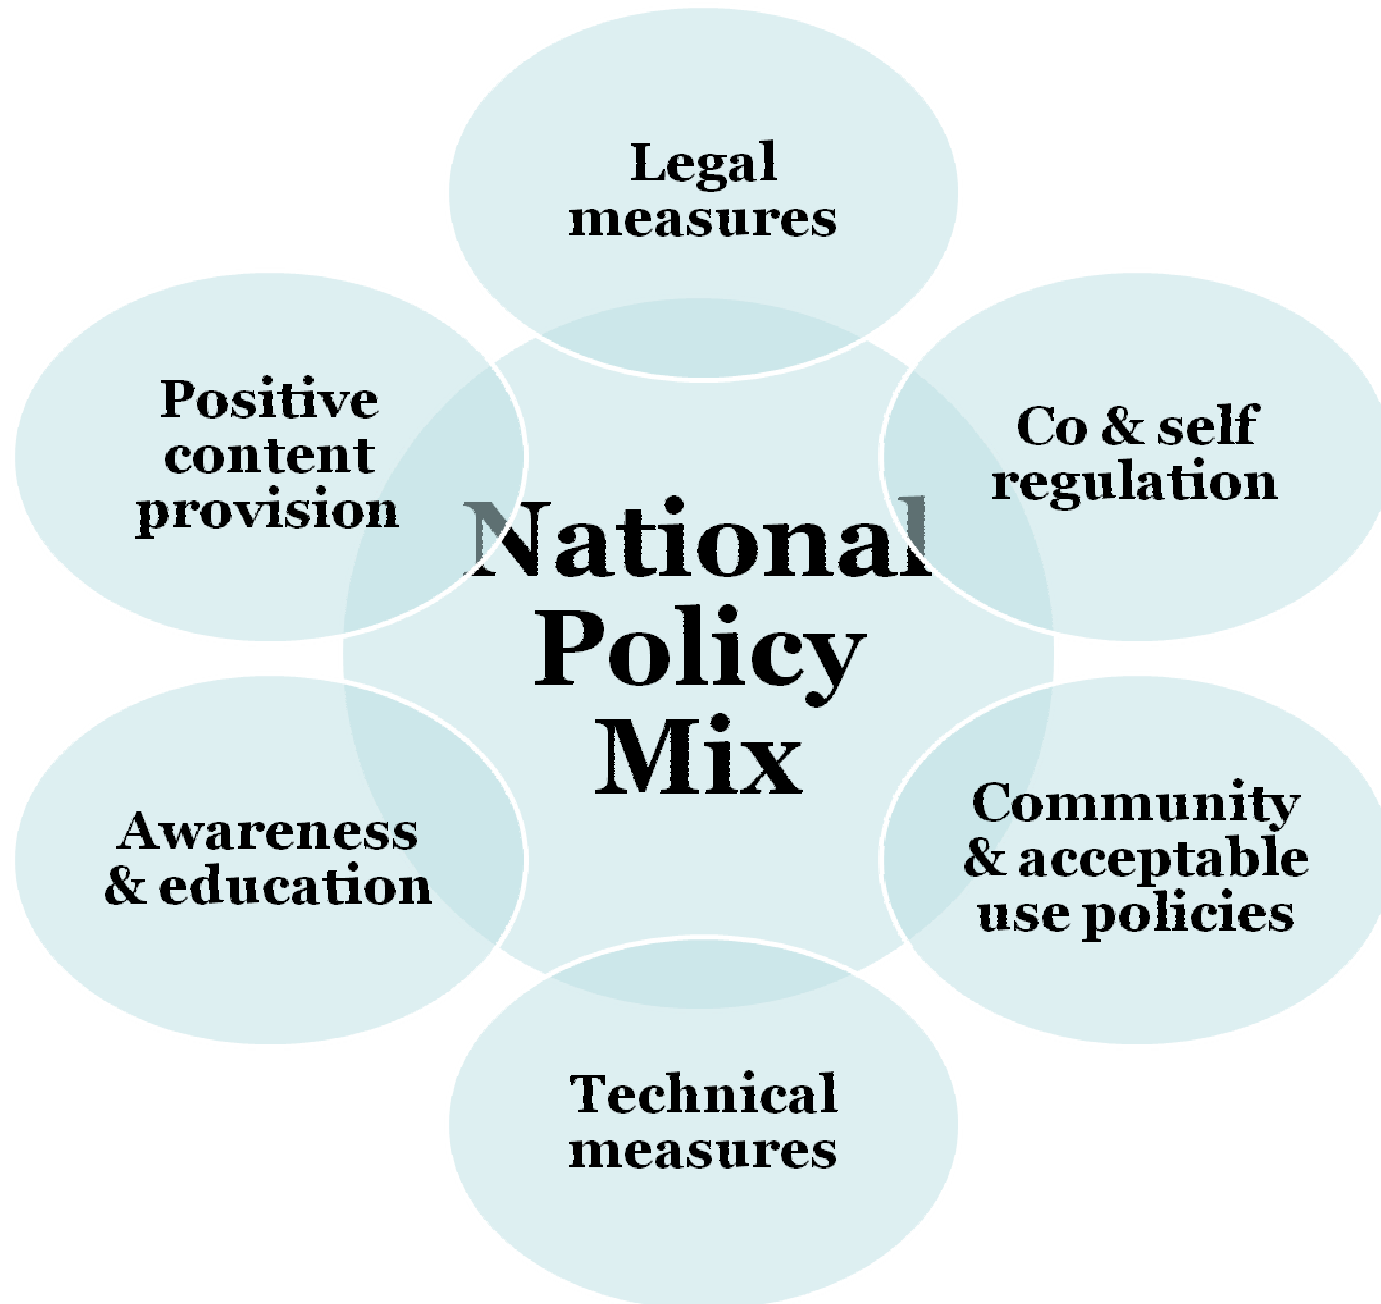 Legal
measures
Positive
content
provision
Co & self
regulation
National
Policy
Mix
Awareness
& education
Community
& acceptable
use policies
Technical
measures